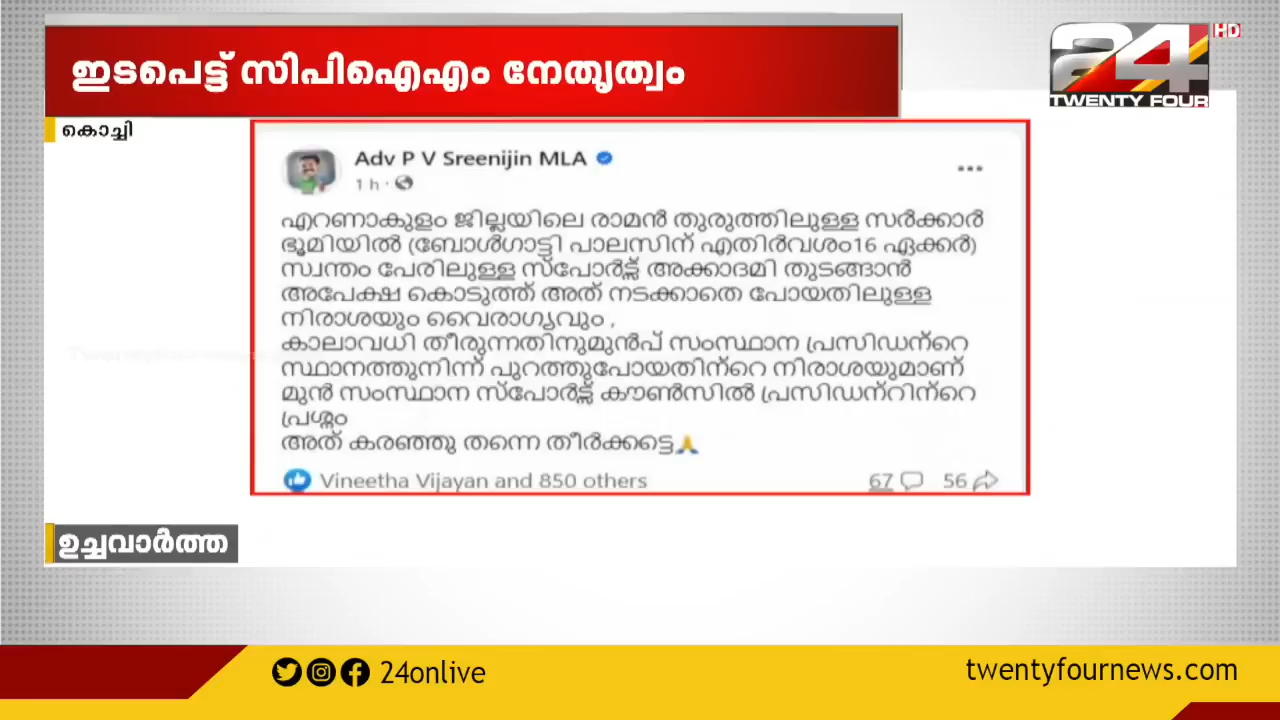 ഇടപെട്ട് സിപിഐഎം നേതൃത്വം
24 HD
TWENTY FOUR
കൊച്ചി
Adv P V Sreenijin MLA
1 h ·
എറണാകുളം ജില്ലയിലെ രാമൻ തുരുത്തിലുള്ള സർക്കാർ
ഭൂമിയിൽ (ബോൾഗാട്ടി പാലസിന് എതിർവശം16 ഏക്കർ)
സ്വന്തം പേരിലുള്ള സ്പോർട്സ് അക്കാദമി തുടങ്ങാൻ
അപേക്ഷ കൊടുത്ത് അത് നടക്കാതെ പോയതിലുള്ള
നിരാശയും വൈരാഗ്യവും ,
കാലാവധി തീരുന്നതിനുമുൻപ് സംസ്ഥാന പ്രസിഡന്റെ
സ്ഥാനത്തുനിന്ന് പുറത്തുപോയതിന്റെ നിരാശയുമാണ്
മുൻ സംസ്ഥാന സ്പോർട്സ് കൗൺസിൽ പ്രസിഡന്റിന്റെ
പ്രശ്നം
അത് കരഞ്ഞു തന്നെ തീർക്കട്ടെ🙏
Vineetha Vijayan and 850 others
67 56
ഉച്ചവാർത്ത
24onlive
twentyfournews.com